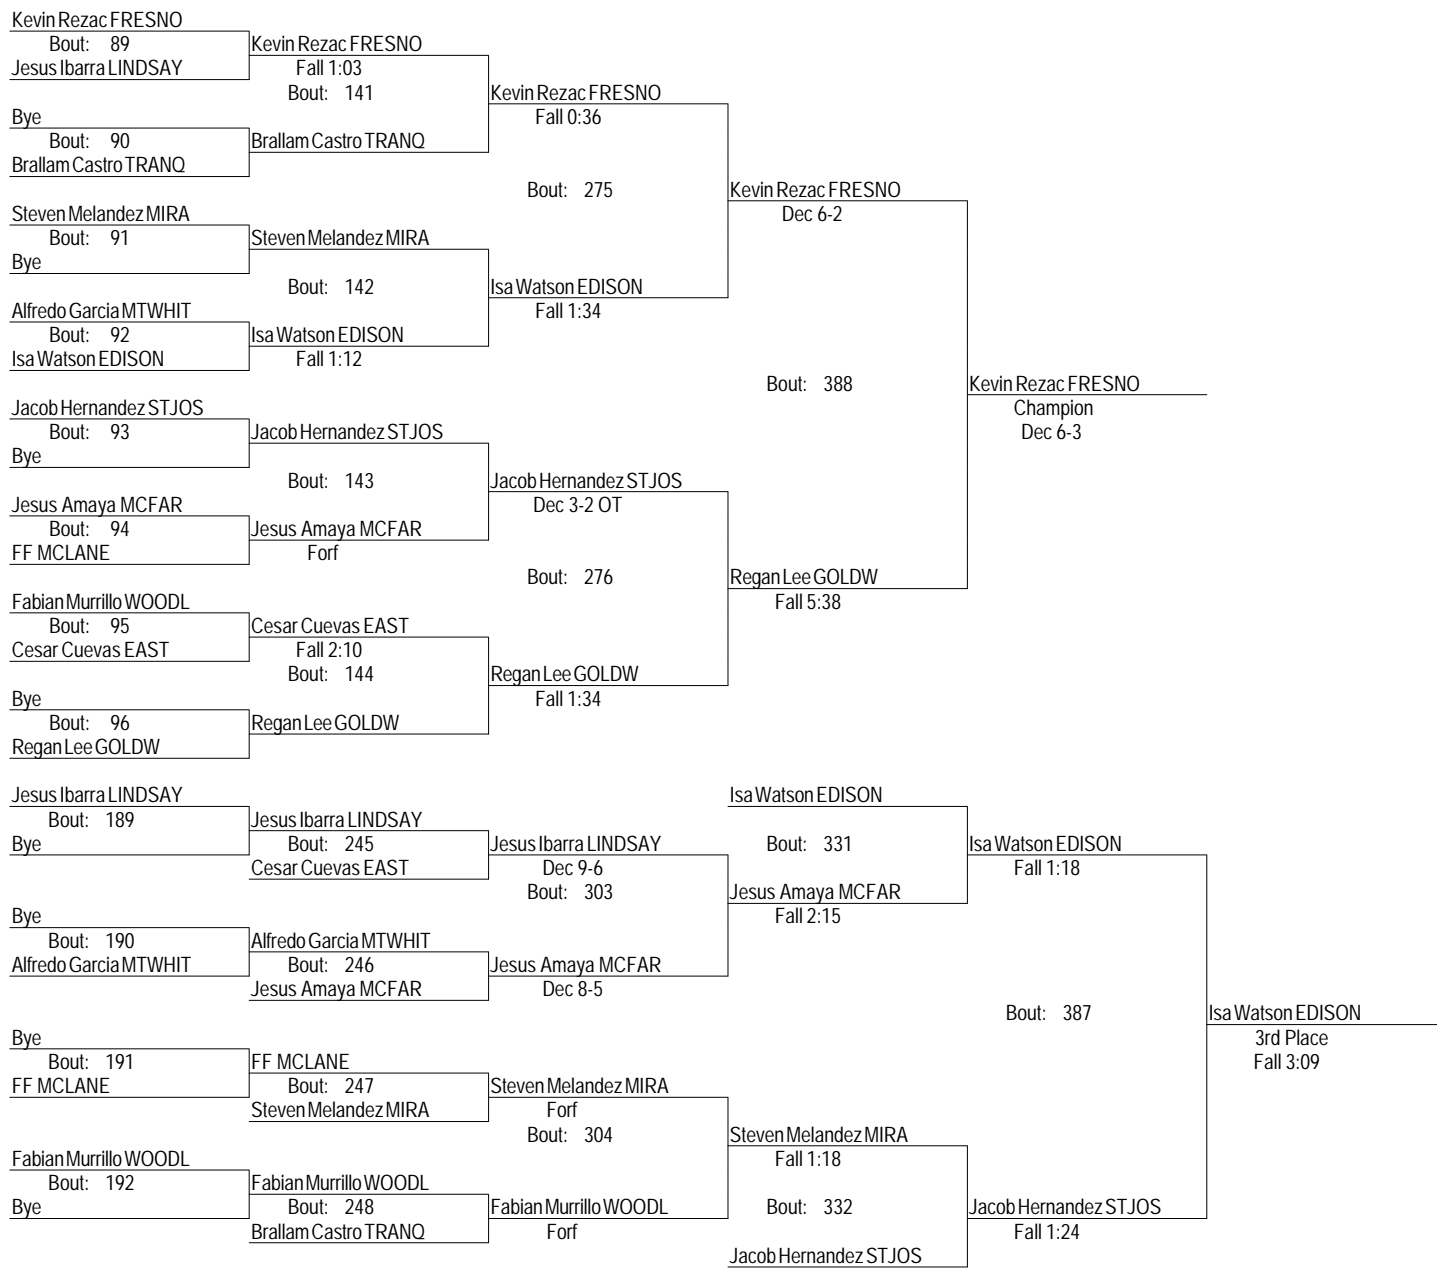 Kevin Rezac FRESNO
Bout: 89
Kevin Rezac FRESNO
Jesus Ibarra LINDSAY
Fall 1:03
Bout: 141
Kevin Rezac FRESNO
Bye
Fall 0:36
Bout: 90
Brallam Castro TRANQ
Brallam Castro TRANQ
Bout: 275
Kevin Rezac FRESNO
Steven Melandez MIRA
Dec 6-2
Bout: 91
Steven Melandez MIRA
Bye
Bout: 142
Isa Watson EDISON
Alfredo Garcia MTWHIT
Fall 1:34
Bout: 92
Isa Watson EDISON
Isa Watson EDISON
Fall 1:12
Bout: 388
Kevin Rezac FRESNO
Jacob Hernandez STJOS
Champion
Bout: 93
Jacob Hernandez STJOS
Dec 6-3
Bye
Bout: 143
Jacob Hernandez STJOS
Jesus Amaya MCFAR
Dec 3-2 OT
Bout: 94
Jesus Amaya MCFAR
FF MCLANE
Forf
Bout: 276
Regan Lee GOLDW
Fabian Murrillo WOODL
Fall 5:38
Bout: 95
Cesar Cuevas EAST
Cesar Cuevas EAST
Fall 2:10
Bout: 144
Regan Lee GOLDW
Bye
Fall 1:34
Bout: 96
Regan Lee GOLDW
Regan Lee GOLDW
Jesus Ibarra LINDSAY
Isa Watson EDISON
Bout: 189
Jesus Ibarra LINDSAY
Bye
Bout: 245
Jesus Ibarra LINDSAY
Bout: 331
Isa Watson EDISON
Cesar Cuevas EAST
Dec 9-6
Fall 1:18
Bout: 303
Jesus Amaya MCFAR
Bye
Fall 2:15
Bout: 190
Alfredo Garcia MTWHIT
Alfredo Garcia MTWHIT
Bout: 246
Jesus Amaya MCFAR
Jesus Amaya MCFAR
Dec 8-5
Bout: 387
Isa Watson EDISON
Bye
3rd Place
Bout: 191
FF MCLANE
Fall 3:09
FF MCLANE
Bout: 247
Steven Melandez MIRA
Steven Melandez MIRA
Forf
Bout: 304
Steven Melandez MIRA
Fabian Murrillo WOODL
Fall 1:18
Bout: 192
Fabian Murrillo WOODL
Bye
Bout: 248
Fabian Murrillo WOODL
Bout: 332
Jacob Hernandez STJOS
Brallam Castro TRANQ
Forf
Fall 1:24
Jacob Hernandez STJOS